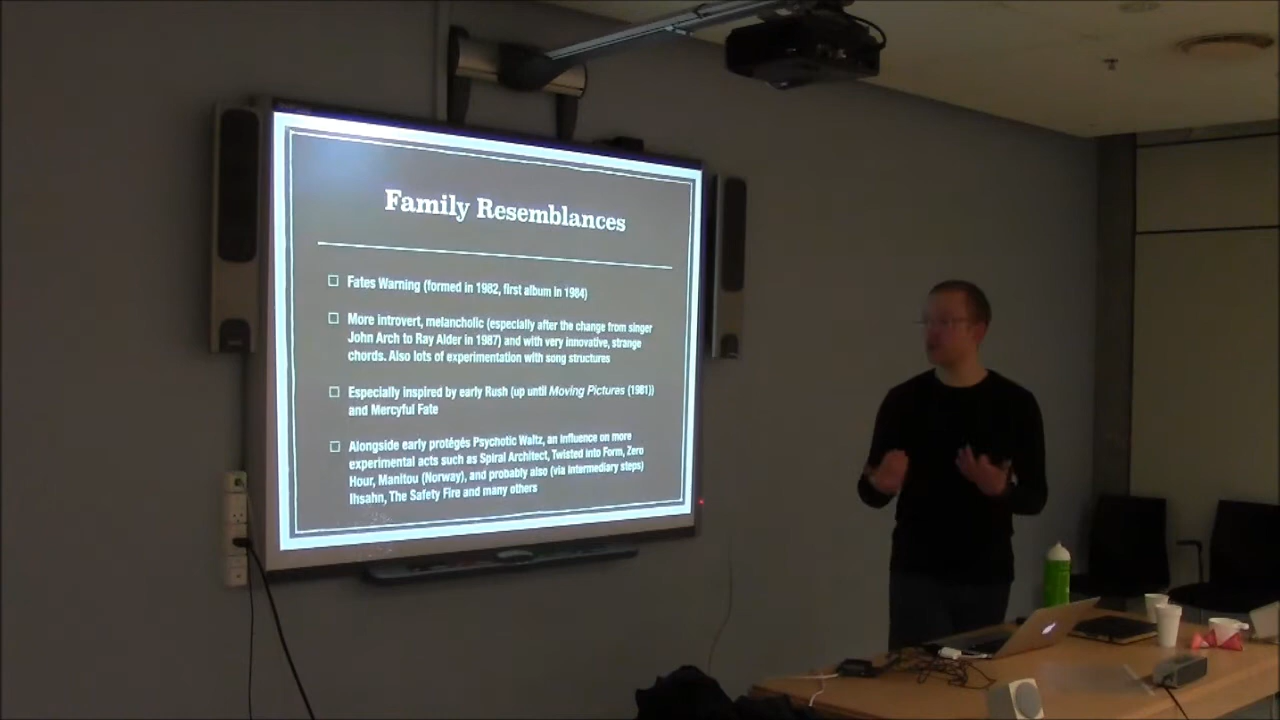 Family Resemblances
Fates Warning (formed in 1982, first album in 1984)
More introvert, melancholic (especially after the change from singer
John Arch to Ray Alder in 1987) and with very innovative, strange
chords. Also lots of experimentation with song structures
Especially inspired by early Rush (up until Moving Pictures (1981))
and Mercyful Fate
Alongside early protégés Psychotic Waltz, an influence on more
experimental acts such as Spiral Architect, Twisted into Form, Zero
Hour, Manitou (Norway), and probably also (via intermediary steps)
Ihsahn, The Safety Fire and many others